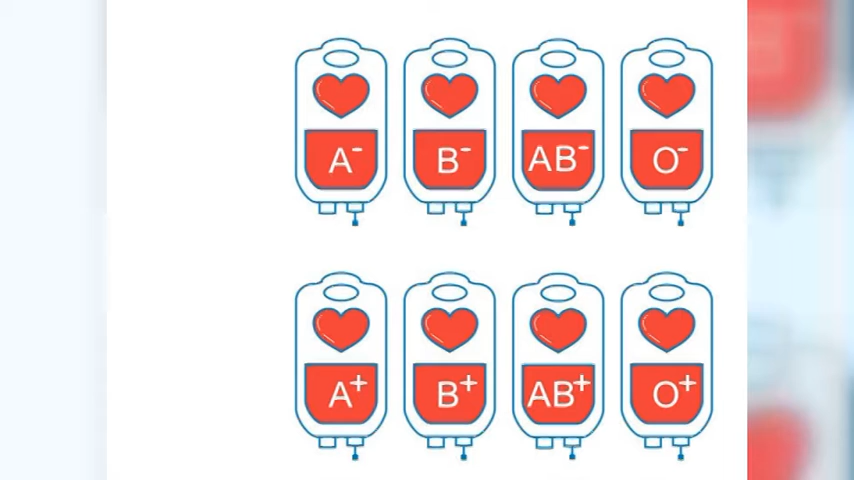 A- B- AB- O-
A+ B+ AB+ O+